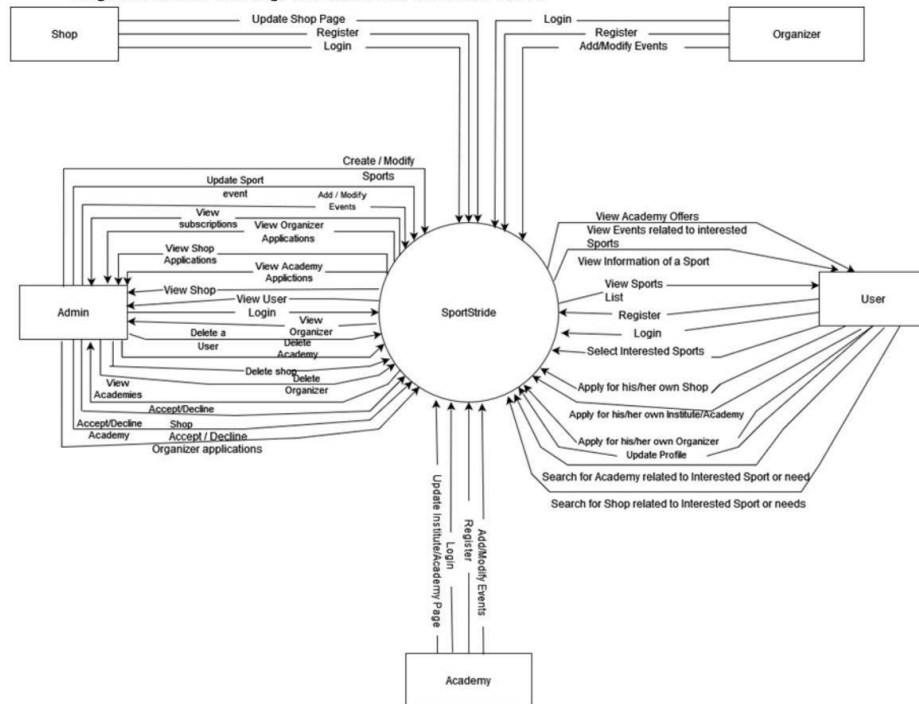 Shop
Update Shop Page
Register
Login
Login
Register
Add/Modify Events
Organizer
Create / Modify
Sports
Update Sport
event
Add / Modify
Events
View
subscriptions
View Organizer
Applications
View Shop
Applications
View Academy
Applictions
View Shop
View User
Login
View
Organizer
Delete a
User
Delete
Academy
Delete shop
Delete
Organizer
View
Academies
Accept/Decline
Shop
Accept/Decline
Academy
Accept / Decline
Organizer applications
Admin
SportStride
View Academy Offers
View Events related to interested
Sports
View Information of a Sport
View Sports
List
Register
Login
Select Interested Sports
Apply for his/her own Shop
Apply for his/her own Institute/Academy
Apply for his/her own Organizer
Update Profile
Search for Academy related to Interested Sport or need
Search for Shop related to Interested Sport or needs
User
Update Institute/Academy Page
Login
Register
Add/Modify Events
Academy